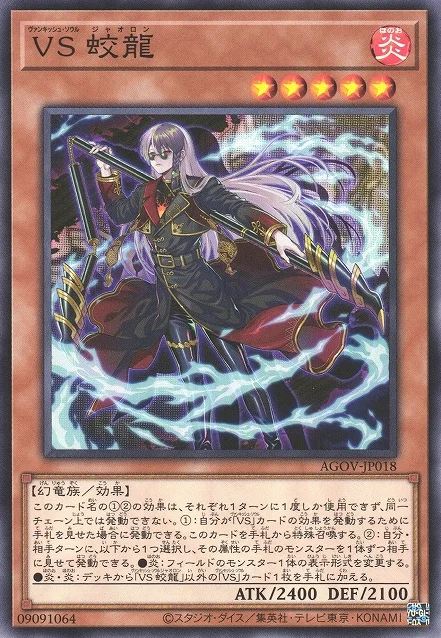 ヴァンキッシュ・ソウル ジャオロン
VS 蛟龍
ほのお
炎
AGOV-JP018
【幻竜族/効果】
このカード名の①②の効果は、それぞれ1ターンに1度しか使用できず、同一
チェーン上では発動できない。①:自分が「VS」カードの効果を発動するために
手札を見せた場合に発動できる。このカードを手札から特殊召喚する。②:自分・
相手ターンに、以下から1つ選択し、その属性の手札のモンスターを1体ずつ相手
に見せて発動できる。●炎:フィールドのモンスター1体の表示形式を変更する。
●炎・炎:デッキから「VS 蛟龍」以外の「VS」カード1枚を手札に加える。
ATK/2400 DEF/2100
09091064
©スタジオ・ダイス/集英社・テレビ東京・KONAMI